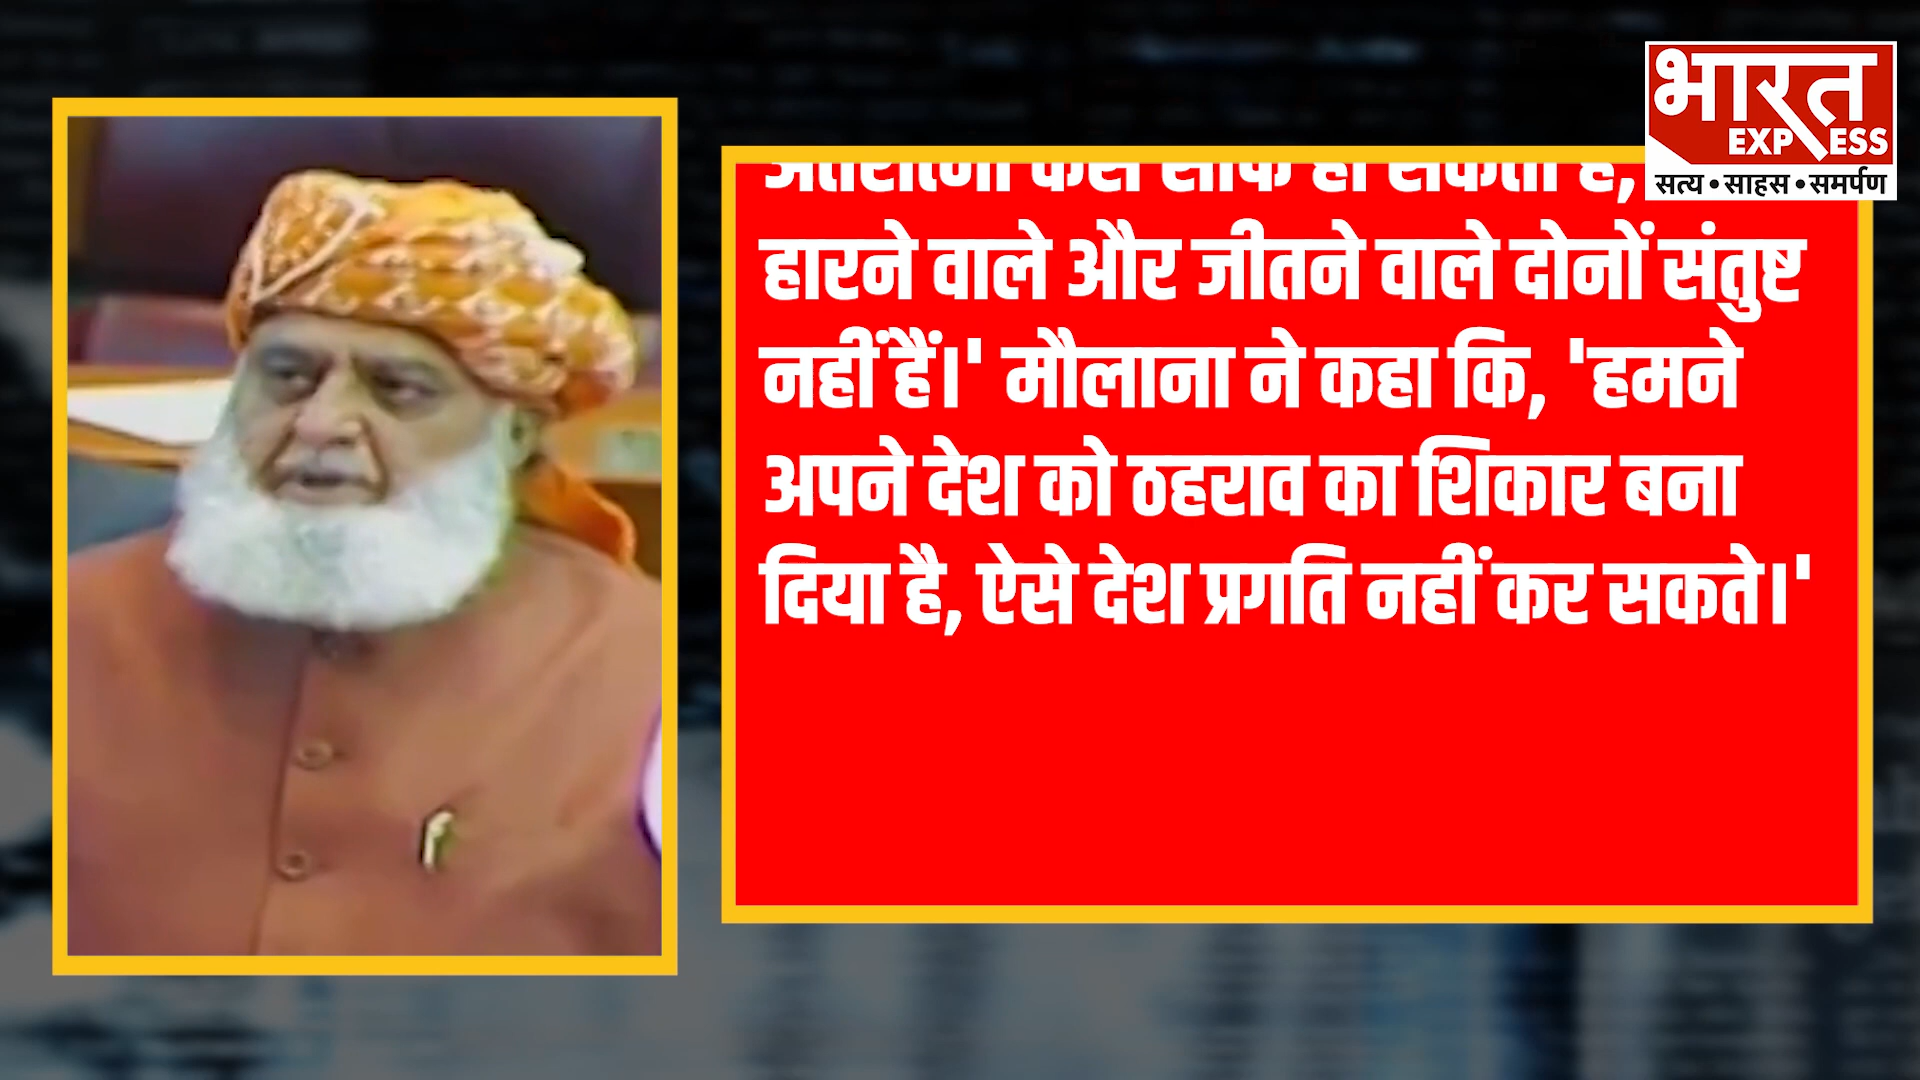 भारत
EXPRESS
सत्य • साहस • समर्पण
हारने वाले और जीतने वाले दोनों संतुष्ट
नहीं हैं।' मौलाना ने कहा कि, 'हमने
अपने देश को ठहराव का शिकार बना
दिया है, ऐसे देश प्रगति नहीं कर सकते।'